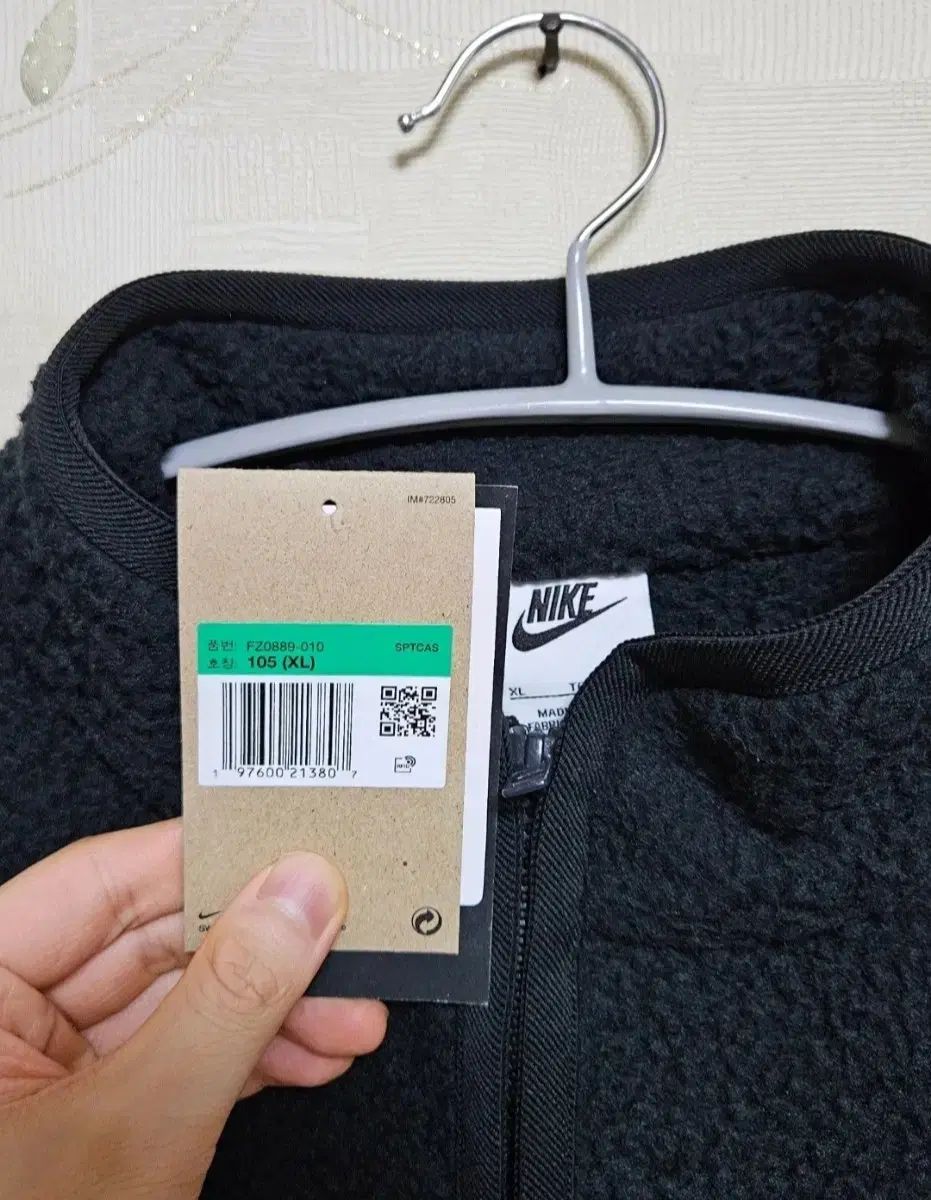 IM#722805
품번: FZ0889-010
SPTCAS
호칭: 105 (XL)
1 97600 21380 7
NIKE
XL
MADE